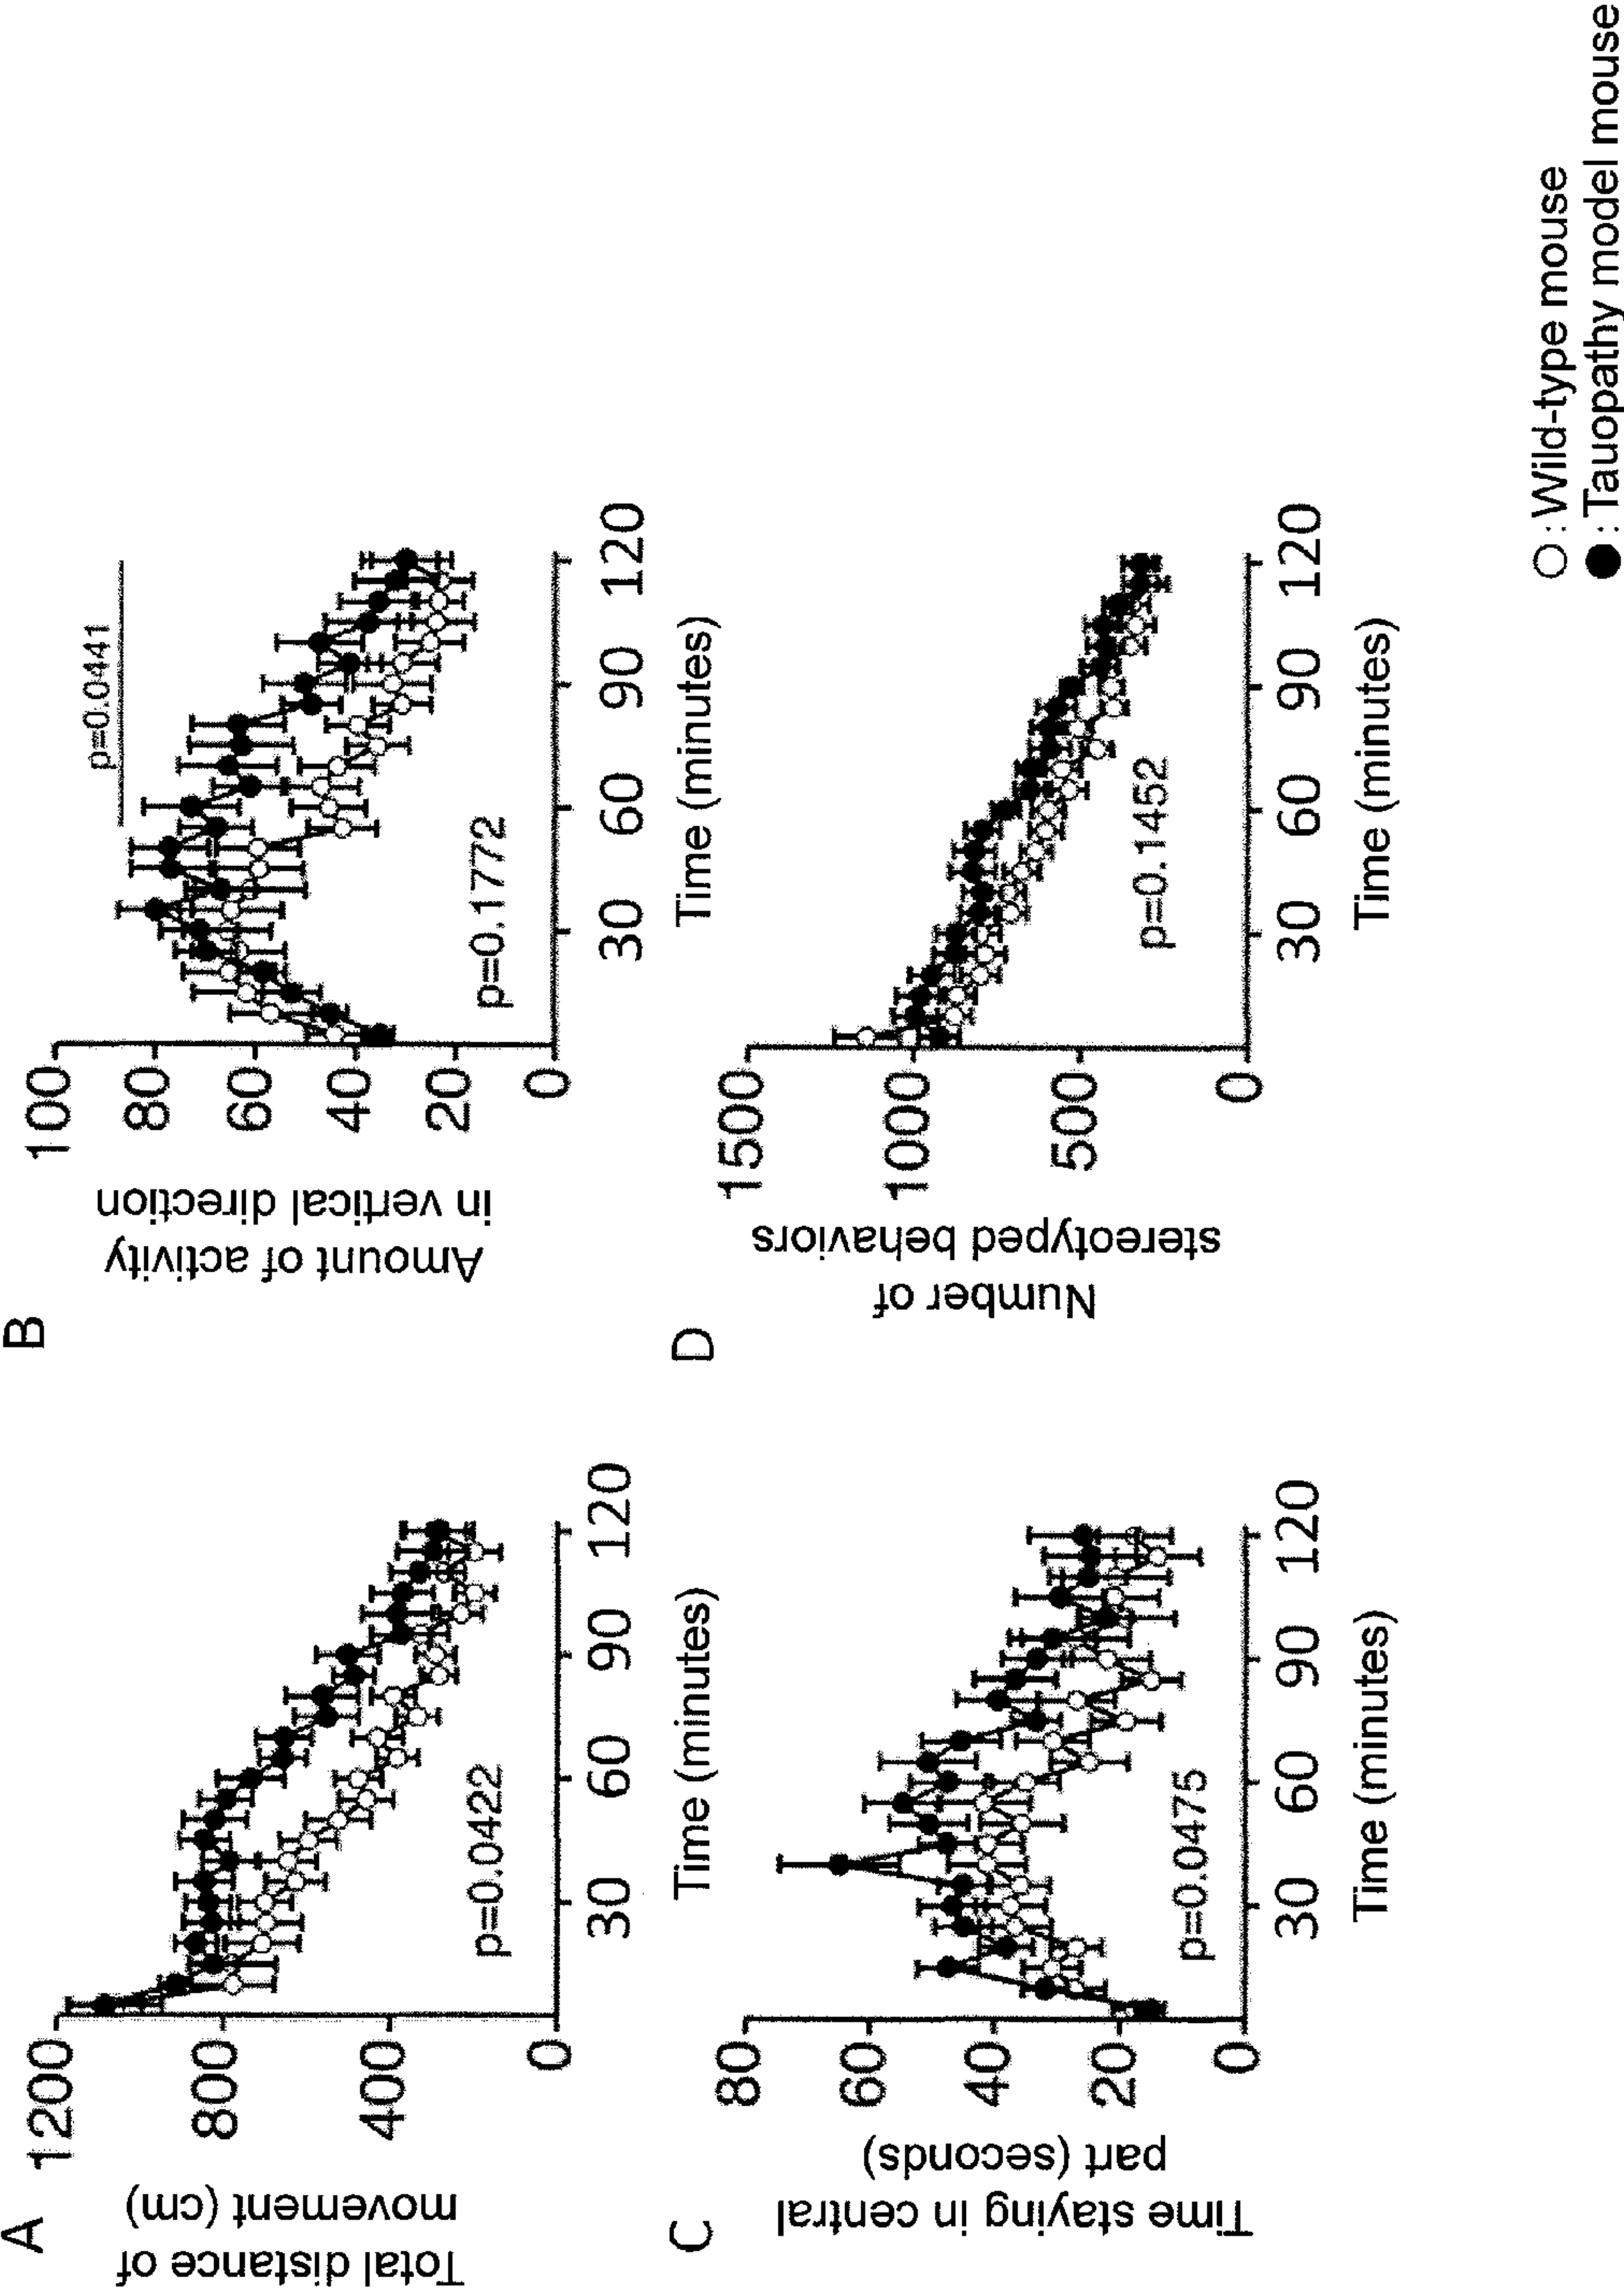 A
Total distance of
movement (cm)
1200
800
400
0
p=0.0422
30
60
90
120
Time (minutes)
B
Amount of activity
in vertical direction
100
80
60
40
20
0
p=0.0441
p=0.1772
30
60
90
120
Time (minutes)
C
Time staying in central
part (seconds)
80
60
40
20
0
p=0.0475
30
60
90
120
Time (minutes)
D
Number of
stereotyped behaviors
1500
1000
500
0
p=0.1452
30
60
90
120
Time (minutes)
○ : Wild-type mouse
● : Tauopathy model mouse